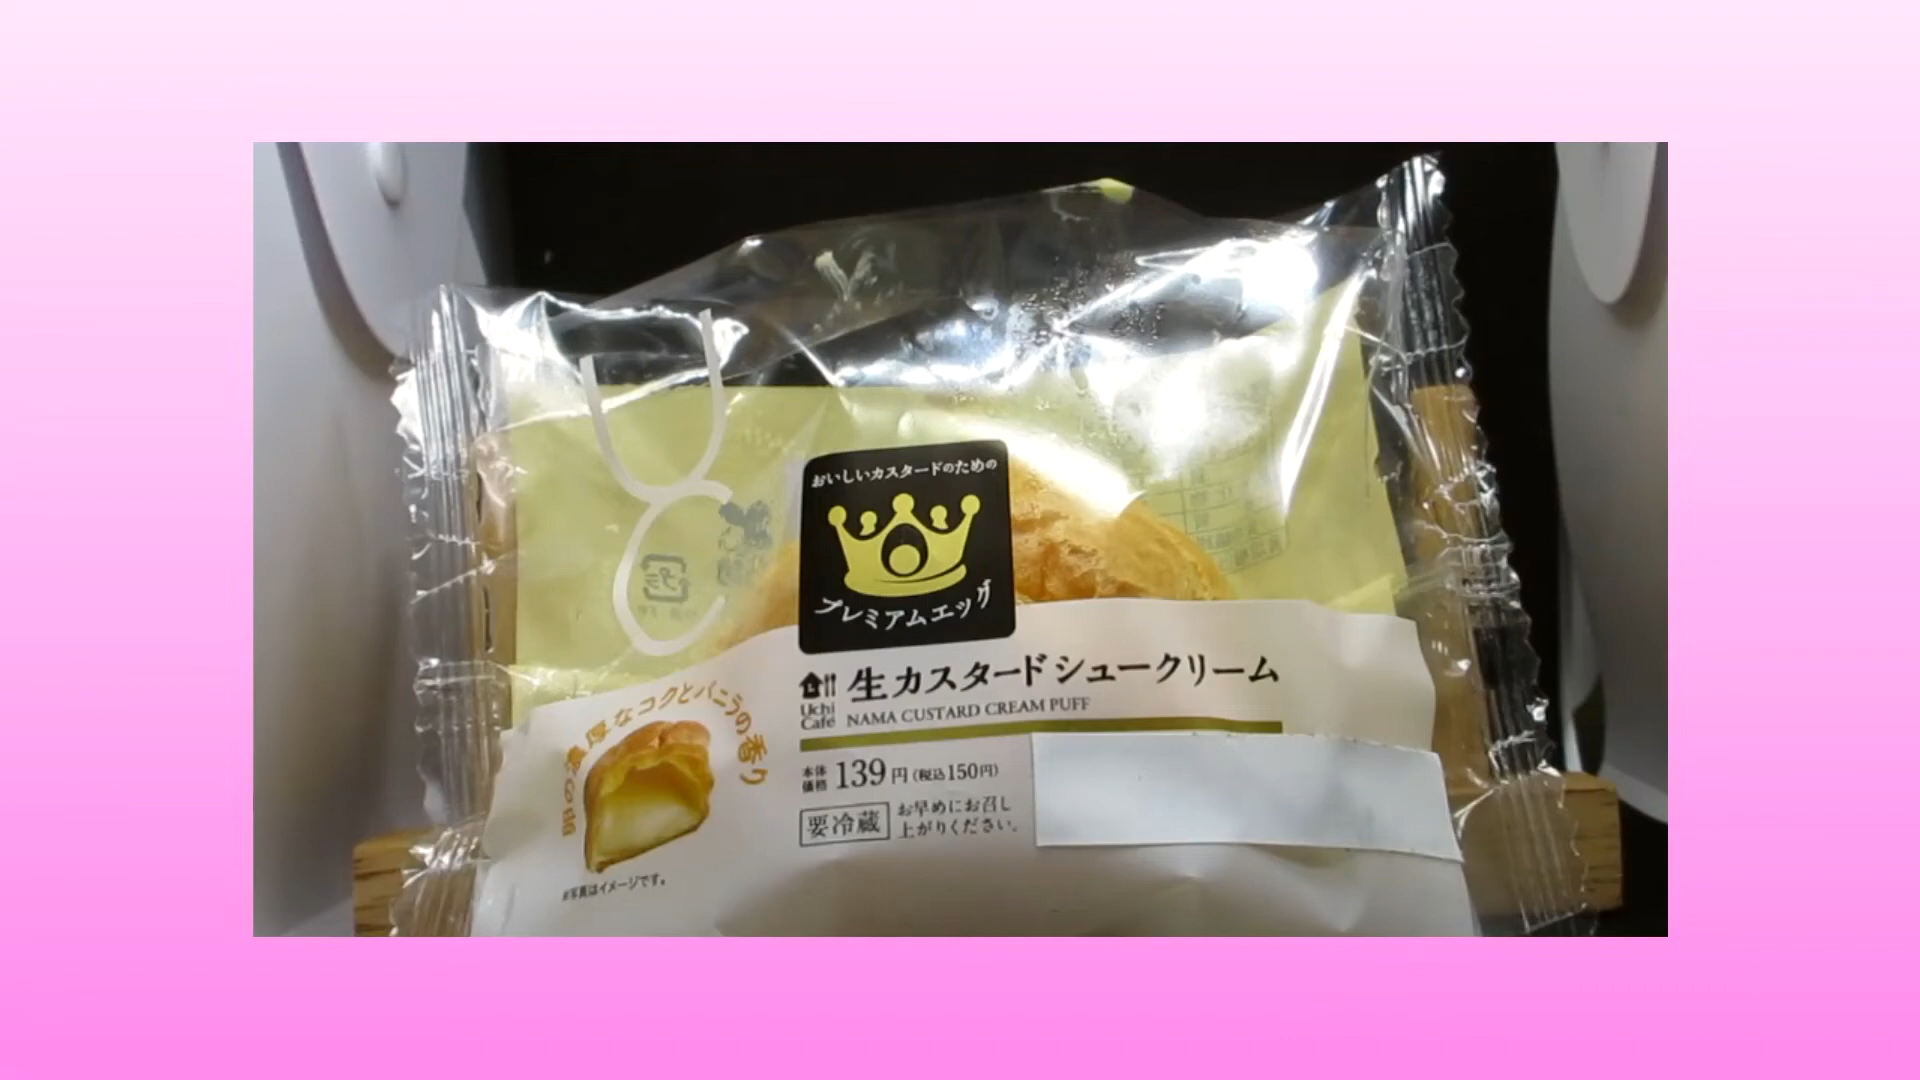 UC
おいしいカスタードのための
プレミアムエッグ
Uchi Café
生カスタードシュークリーム
NAMA CUSTARD CREAM PUFF
本体価格 139円(税込150円)
要冷蔵
お早めにお召し
上がりください。
濃厚なコクとバニラの香り
※写真はイメージです。
プラ